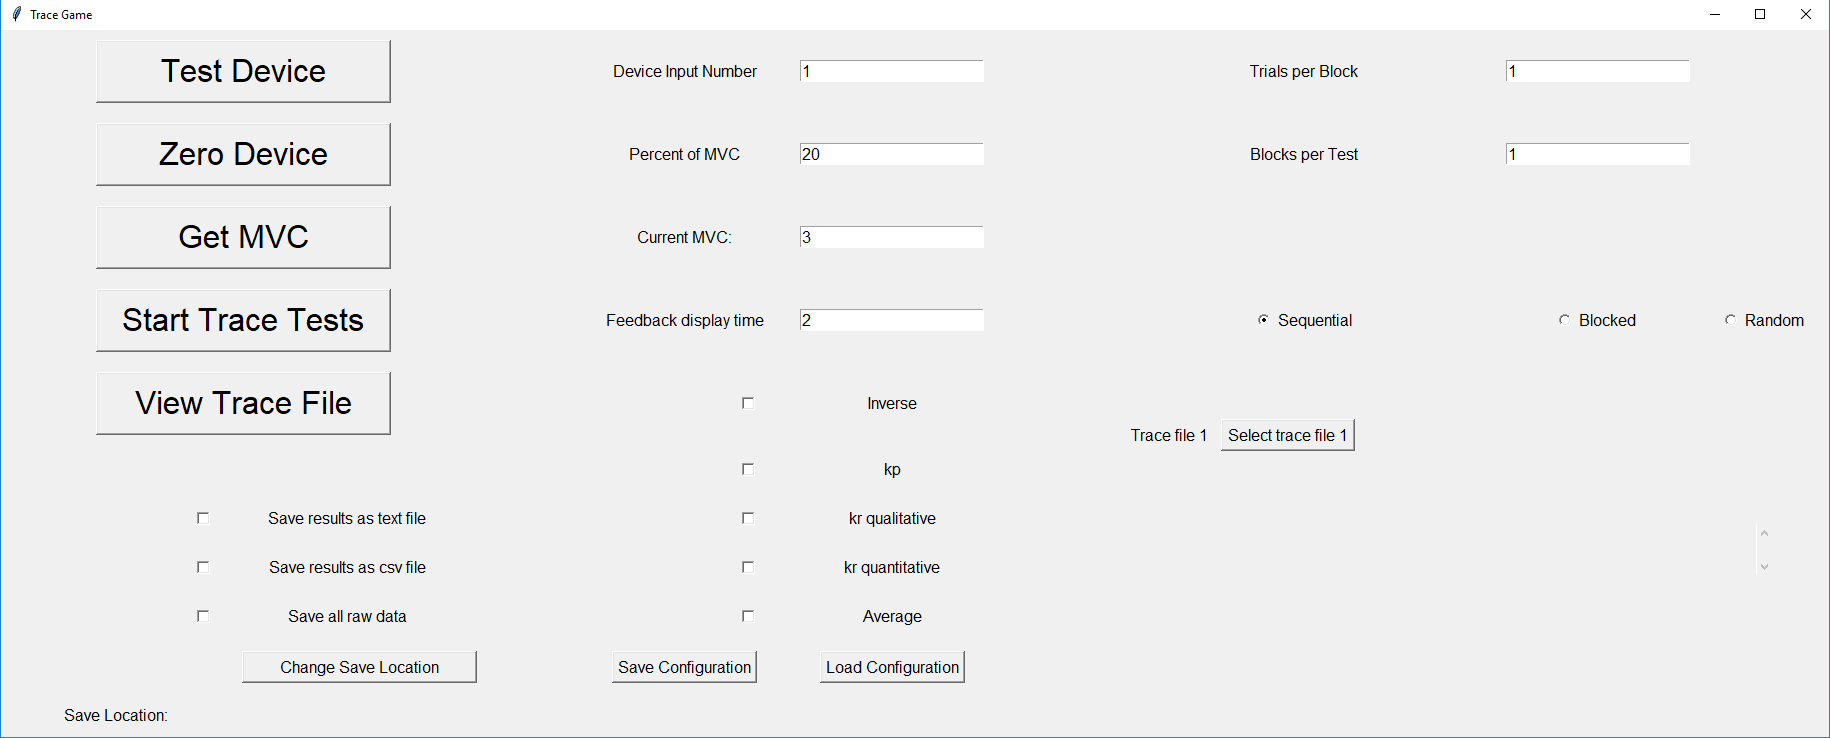 Trace Game
Test Device
Device Input Number 1
Trials per Block 1
Zero Device
Percent of MVC 20
Blocks per Test 1
Get MVC
Current MVC: 3
Start Trace Tests
Feedback display time 2
Sequential Blocked Random
View Trace File
Inverse
Trace file 1 Select trace file 1
kp
Save results as text file
kr qualitative
Save results as csv file
kr quantitative
Save all raw data
Average
Change Save Location
Save Configuration
Load Configuration
Save Location: